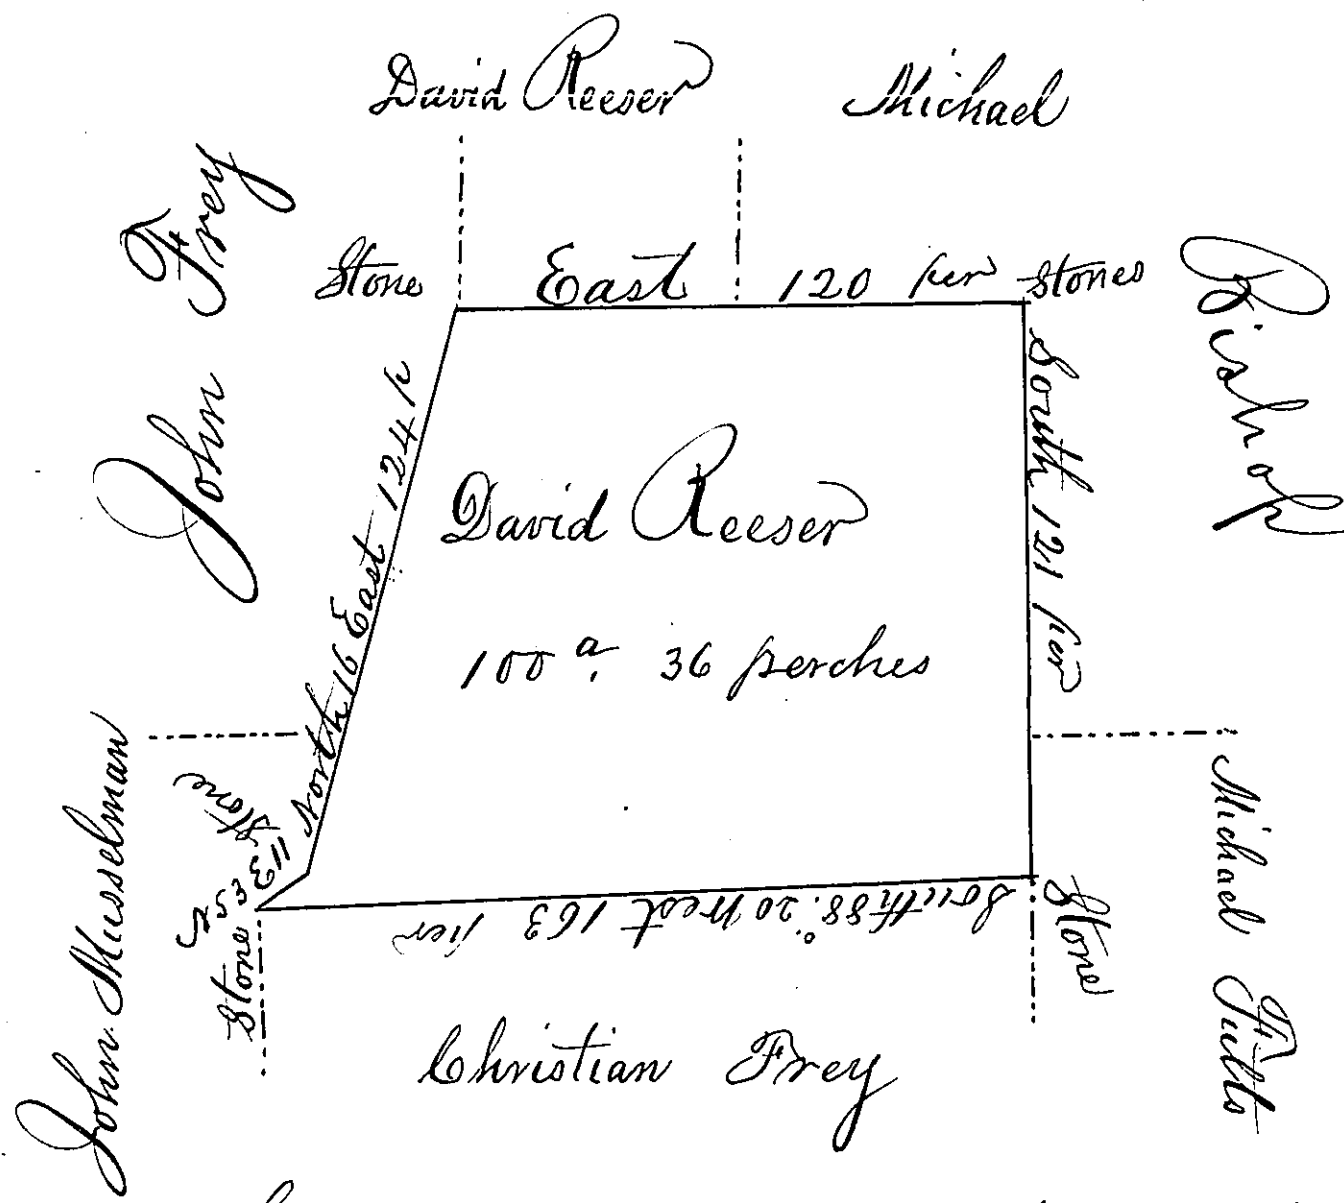 David Reeser
Michael
Bishop
John Frey
Stone
East 120 per
Stones
South 121 per
North 16 East 124 p
David Reeser
100 a. 36 perches
Stone
Stone
South 88°. 20 West 163 per
Stone
John Musselman
Michael Fulls
Christian Frey